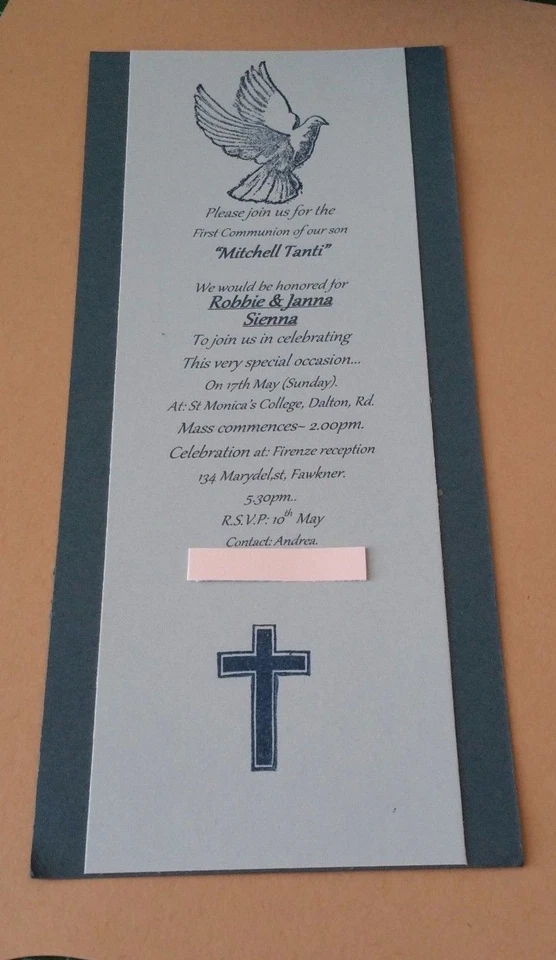 Please join us for the
First Communion of our son
“Mitchell Tanti”
We would be honored for
Robbie & Janna
Sienna
To join us in celebrating
This very special occasion...
On 17th May (Sunday).
At: St Monica's College, Dalton, Rd.
Mass commences~ 2.00pm.
Celebration at: Firenze reception
134 Marydel,st, Fawkner.
5.30pm..
R.S.V.P: 10th May
Contact: Andrea.